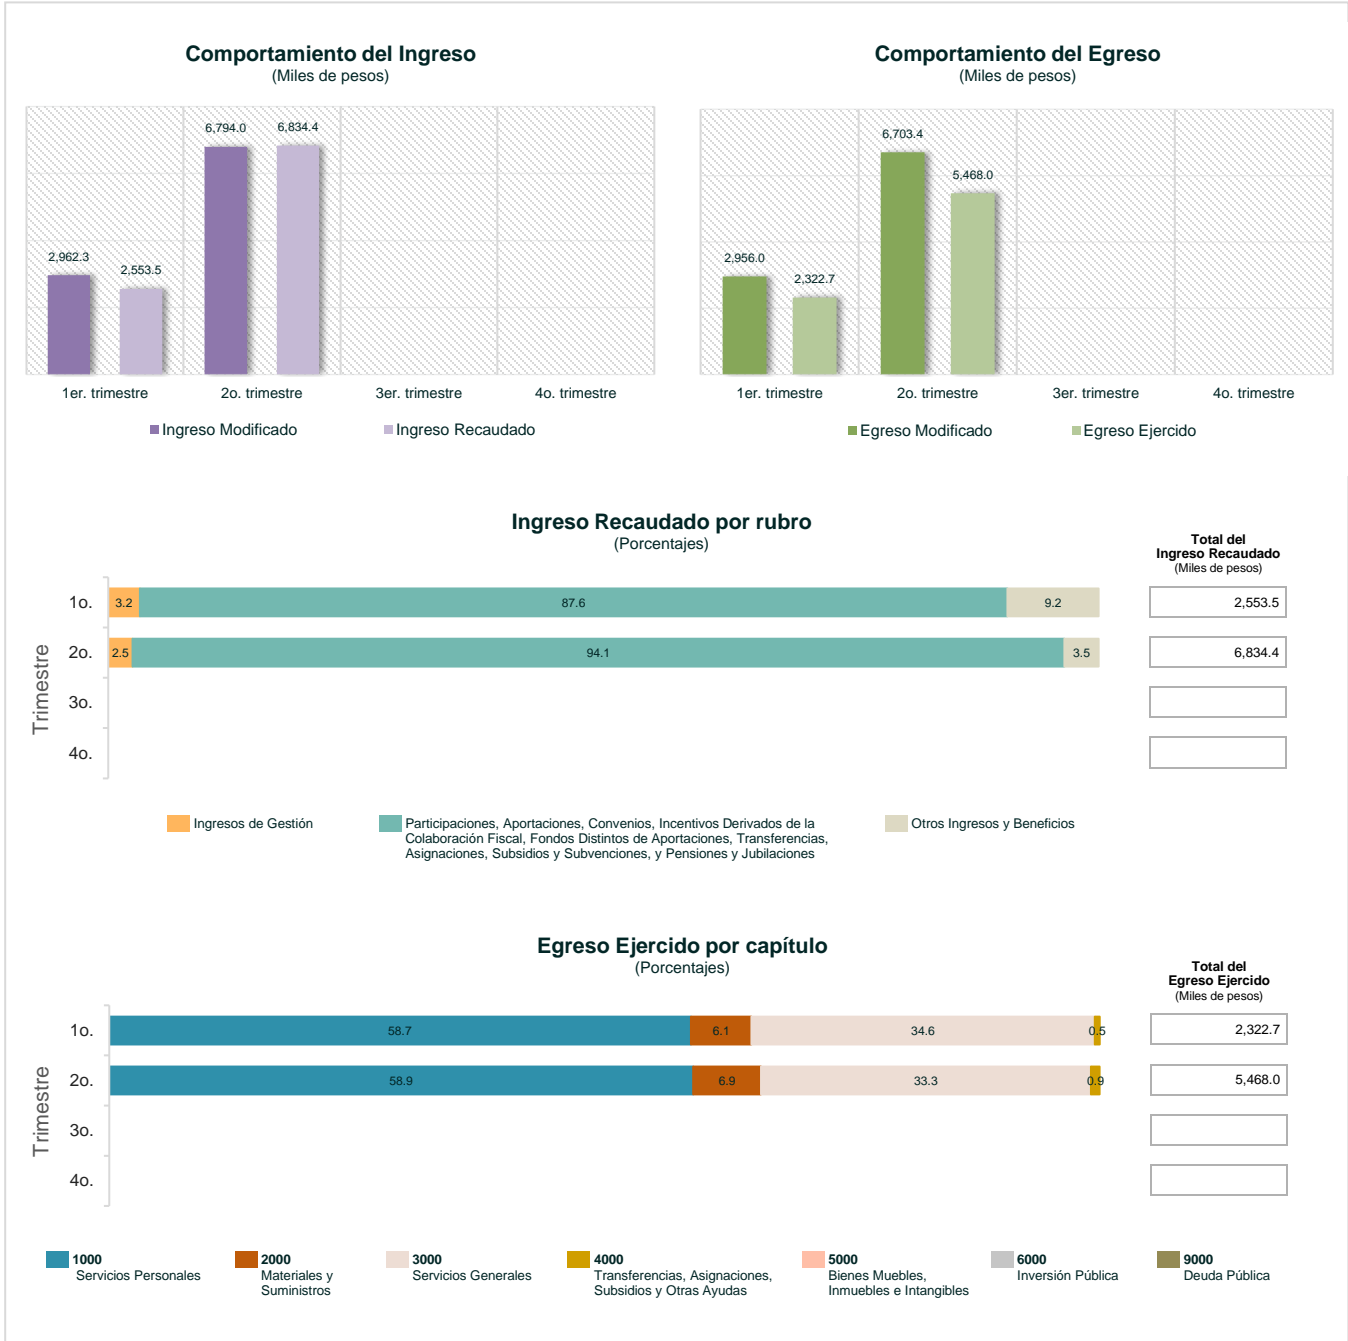 Comportamiento del Ingreso
(Miles de pesos)
6,794.0
6,834.4
2,962.3
2,553.5
1er. trimestre
2o. trimestre
3er. trimestre
4o. trimestre
Ingreso Modificado
Ingreso Recaudado
Comportamiento del Egreso
(Miles de pesos)
6,703.4
5,468.0
2,956.0
2,322.7
1er. trimestre
2o. trimestre
3er. trimestre
4o. trimestre
Egreso Modificado
Egreso Ejercido
Ingreso Recaudado por rubro
(Porcentajes)
Total del
Ingreso Recaudado
(Miles de pesos)
Trimestre
1o.
3.2
87.6
9.2
2,553.5
2o.
2.5
94.1
3.5
6,834.4
3o.
4o.
Ingresos de Gestión
Participaciones, Aportaciones, Convenios, Incentivos Derivados de la
Colaboración Fiscal, Fondos Distintos de Aportaciones, Transferencias,
Asignaciones, Subsidios y Subvenciones, y Pensiones y Jubilaciones
Otros Ingresos y Beneficios
Egreso Ejercido por capítulo
(Porcentajes)
Total del
Egreso Ejercido
(Miles de pesos)
Trimestre
1o.
58.7
6.1
34.6
0.5
2,322.7
2o.
58.9
6.9
33.3
0.9
5,468.0
3o.
4o.
1000
Servicios Personales
2000
Materiales y
Suministros
3000
Servicios Generales
4000
Transferencias, Asignaciones,
Subsidios y Otras Ayudas
5000
Bienes Muebles,
Inmuebles e Intangibles
6000
Inversión Pública
9000
Deuda Pública